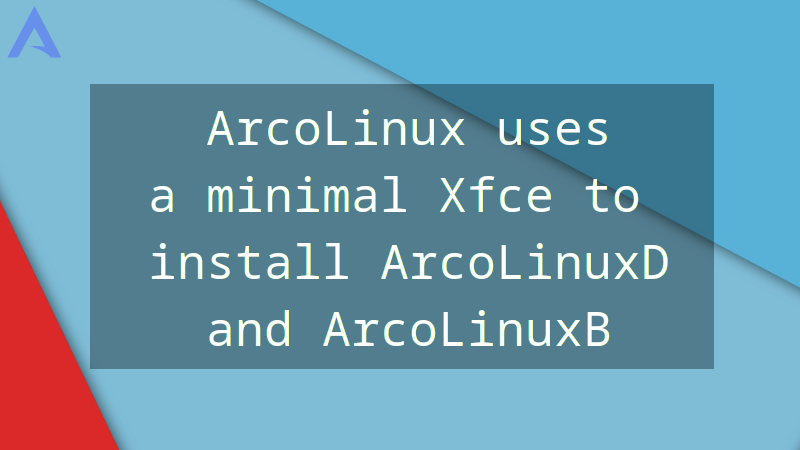 ArcoLinux uses
a minimal Xfce to
install ArcoLinuxD
and ArcoLinuxB